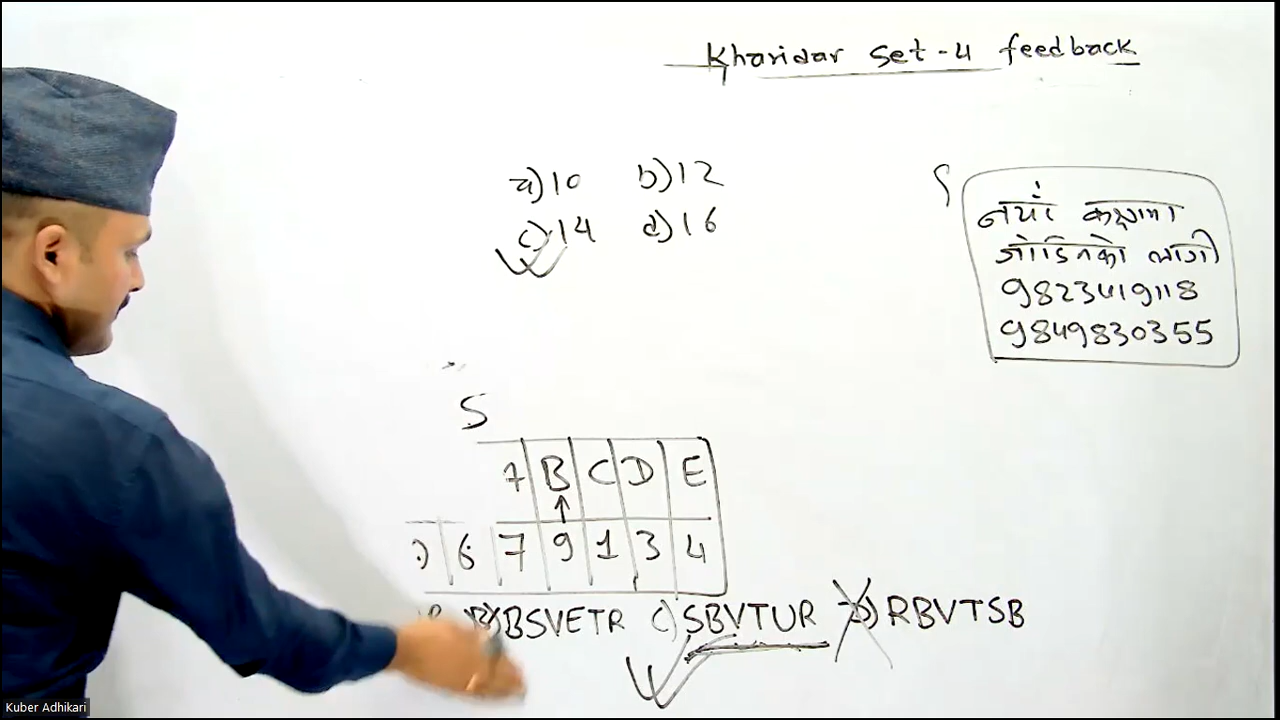 Kharidar set-4 feedback
a)10 b)12
c)14 d)16
नयाँ कक्षामा
जोडिनको लागी
9823419118
9849830355
S
7 B C D E
6 7 9 1 3 4
B) BSVETR C) SBVTUR D) RBVTSB
Kuber Adhikari